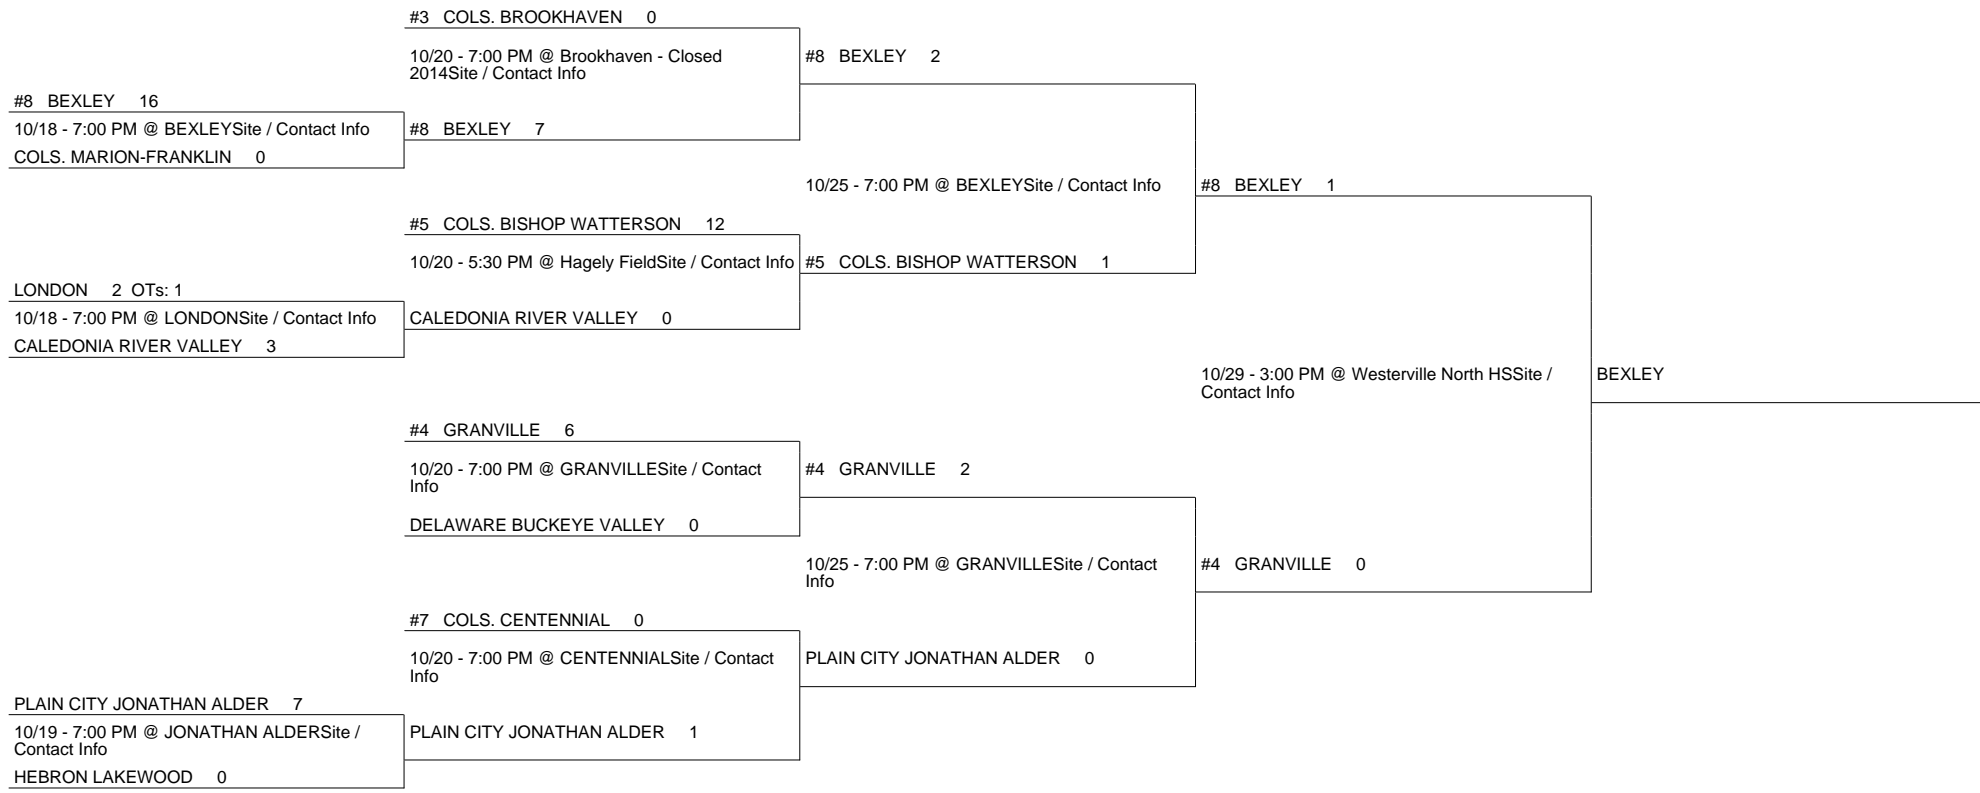 #3 COLS. BROOKHAVEN 0
10/20 - 7:00 PM @ Brookhaven - Closed
2014Site / Contact Info
#8 BEXLEY 2
#8 BEXLEY 16
10/18 - 7:00 PM @ BEXLEYSite / Contact Info
COLS. MARION-FRANKLIN 0
#8 BEXLEY 7
10/25 - 7:00 PM @ BEXLEYSite / Contact Info
#8 BEXLEY 1
#5 COLS. BISHOP WATTERSON 12
10/20 - 5:30 PM @ Hagely FieldSite / Contact Info
#5 COLS. BISHOP WATTERSON 1
LONDON 2 OTs: 1
10/18 - 7:00 PM @ LONDONSite / Contact Info
CALEDONIA RIVER VALLEY 3
CALEDONIA RIVER VALLEY 0
10/29 - 3:00 PM @ Westerville North HSSite /
Contact Info
BEXLEY
#4 GRANVILLE 6
10/20 - 7:00 PM @ GRANVILLESite / Contact
Info
#4 GRANVILLE 2
DELAWARE BUCKEYE VALLEY 0
10/25 - 7:00 PM @ GRANVILLESite / Contact
Info
#4 GRANVILLE 0
#7 COLS. CENTENNIAL 0
10/20 - 7:00 PM @ CENTENNIALSite / Contact
Info
PLAIN CITY JONATHAN ALDER 0
PLAIN CITY JONATHAN ALDER 7
10/19 - 7:00 PM @ JONATHAN ALDERSite /
Contact Info
HEBRON LAKEWOOD 0
PLAIN CITY JONATHAN ALDER 1